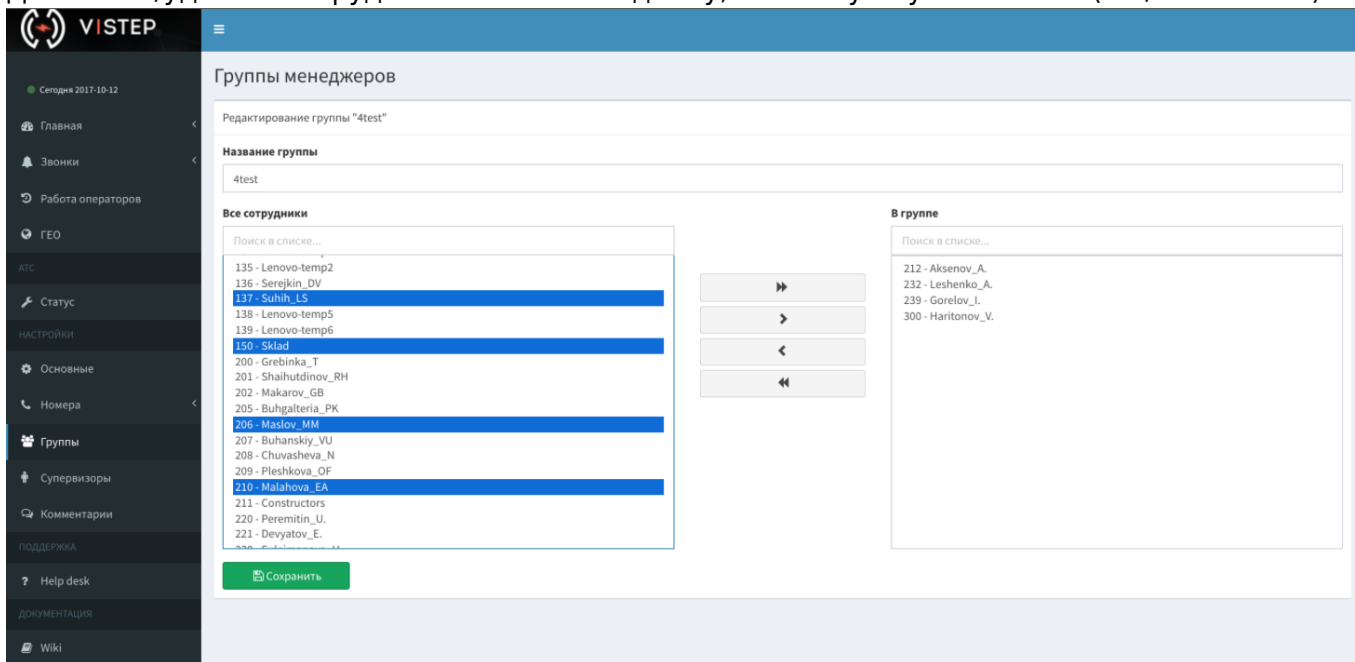 VISTEP
Сегодня 2017-10-12
Главная
Звонки
Работа операторов
ГЕО
АТС
Статус
НАСТРОЙКИ
Основные
Номера
Группы
Супервизоры
Комментарии
ПОДДЕРЖКА
Help desk
ДОКУМЕНТАЦИЯ
Wiki
Группы менеджеров
Редактирование группы "4test"
Название группы
4test
Все сотрудники
Поиск в списке...
135 - Lenovo-temp2
136 - Serejkin_DV
137 - Suhih_LS
138 - Lenovo-temp5
139 - Lenovo-temp6
150 - Sklad
200 - Grebinka_T
201 - Shaihutdinov_RH
202 - Makarov_GB
205 - Buhgalteria_PK
206 - Maslov_MM
207 - Buhanskiy_VU
208 - Chuvasheva_N
209 - Pleshkova_OF
210 - Malahova_EA
211 - Constructors
220 - Peremitin_U.
221 - Devyatov_E.
В группе
Поиск в списке...
212 - Aksenov_A.
232 - Leshenko_A.
239 - Gorelov_I.
300 - Haritonov_V.
Сохранить